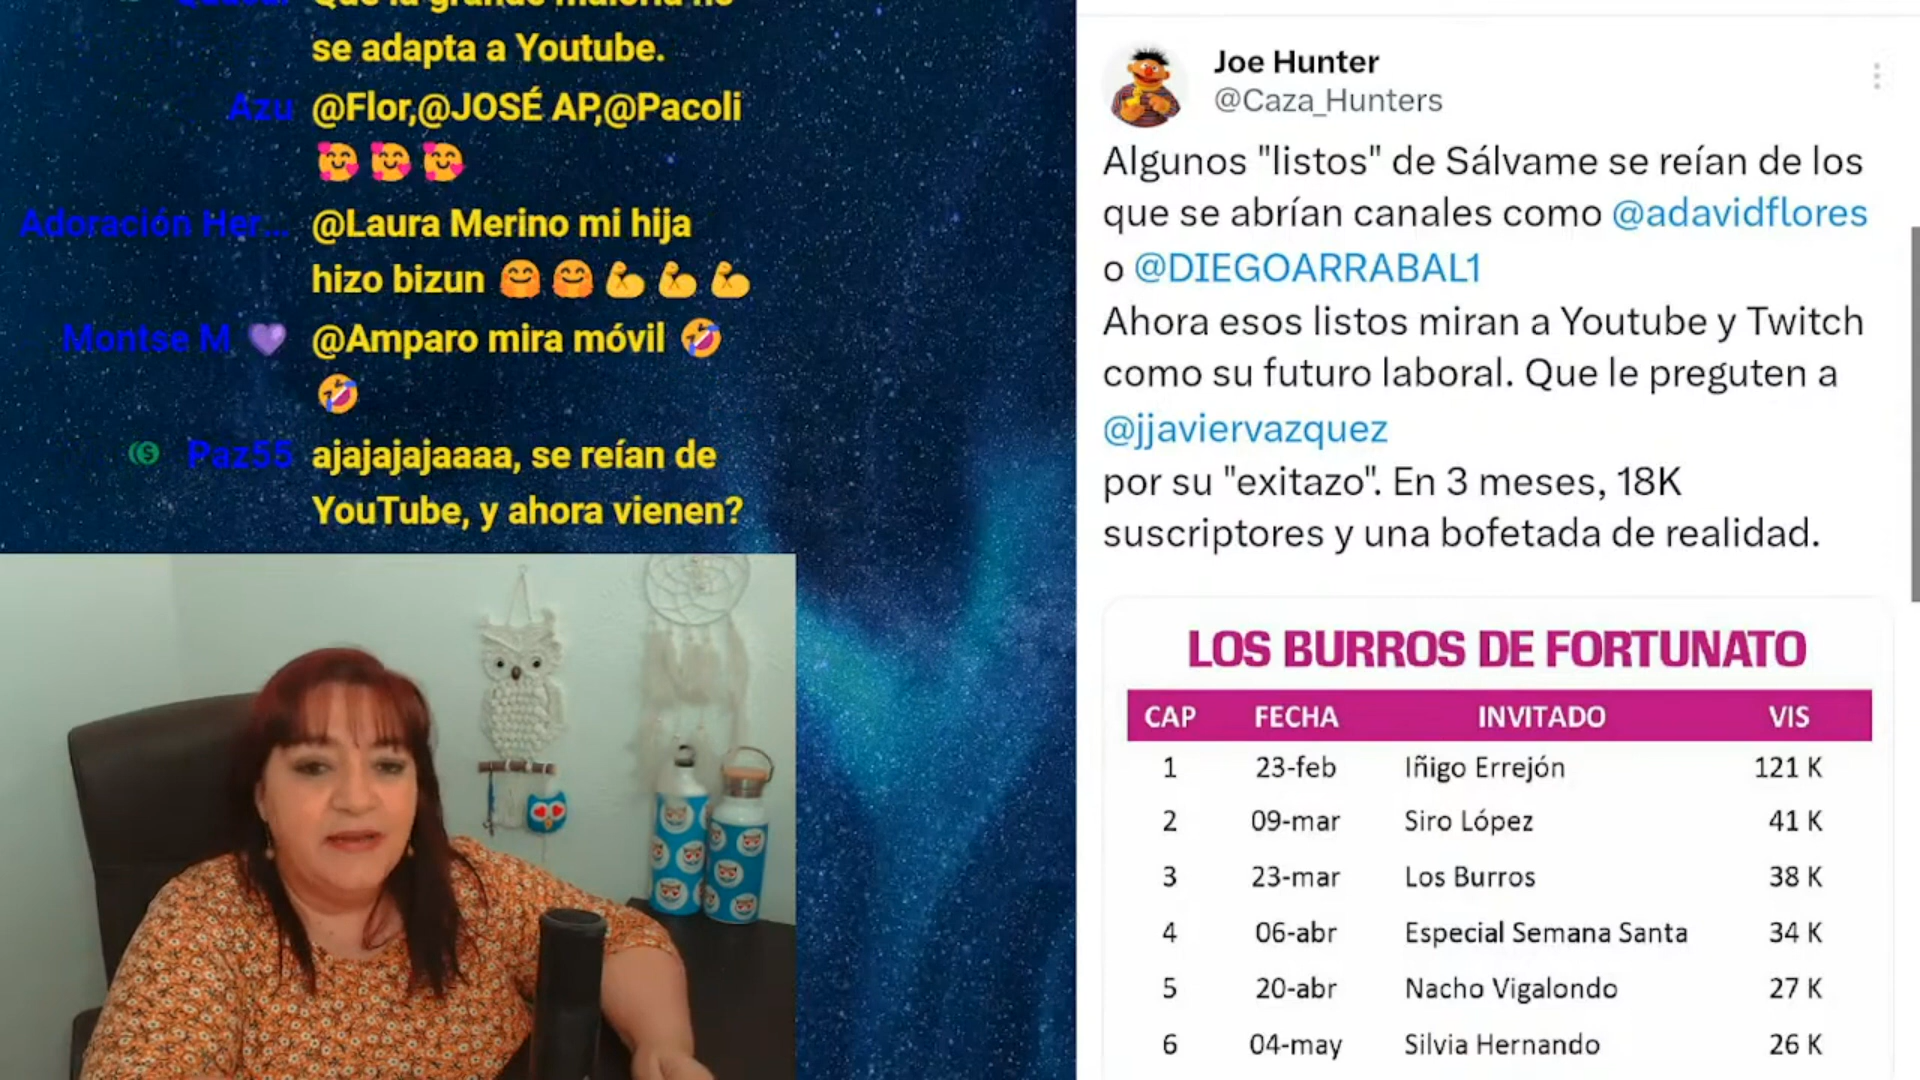 Que la grande maioria no
se adapta a Youtube.
Azu @Flor,@JOSÉ AP,@Pacoli
Adoración Her... @Laura Merino mi hija
hizo bizun
Montse M @Amparo mira móvil
Paz55 ajajajajaaaa, se reían de
YouTube, y ahora vienen?
Joe Hunter
@Caza_Hunters
Algunos "listos" de Sálvame se reían de los
que se abrían canales como @adavidflores
o @DIEGOARRABAL1
Ahora esos listos miran a Youtube y Twitch
como su futuro laboral. Que le preguten a
@jjaviervazquez
por su "exitazo". En 3 meses, 18K
suscriptores y una bofetada de realidad.
LOS BURROS DE FORTUNATO
CAP FECHA INVITADO VIS
1 23-feb Iñigo Errejón 121 K
2 09-mar Siro López 41 K
3 23-mar Los Burros 38 K
4 06-abr Especial Semana Santa 34 K
5 20-abr Nacho Vigalondo 27 K
6 04-may Silvia Hernando 26 K